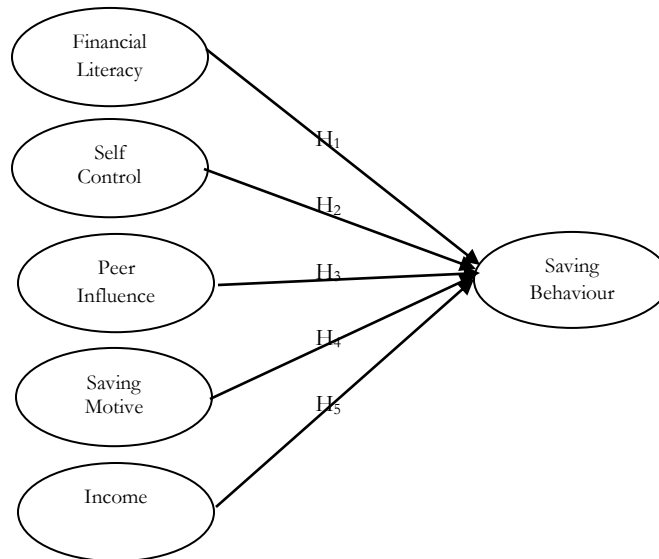 Financial
Literacy
H₁
Self
Control
H₂
Peer
Influence
H₃
Saving
Behaviour
H₄
Saving
Motive
H₅
Income